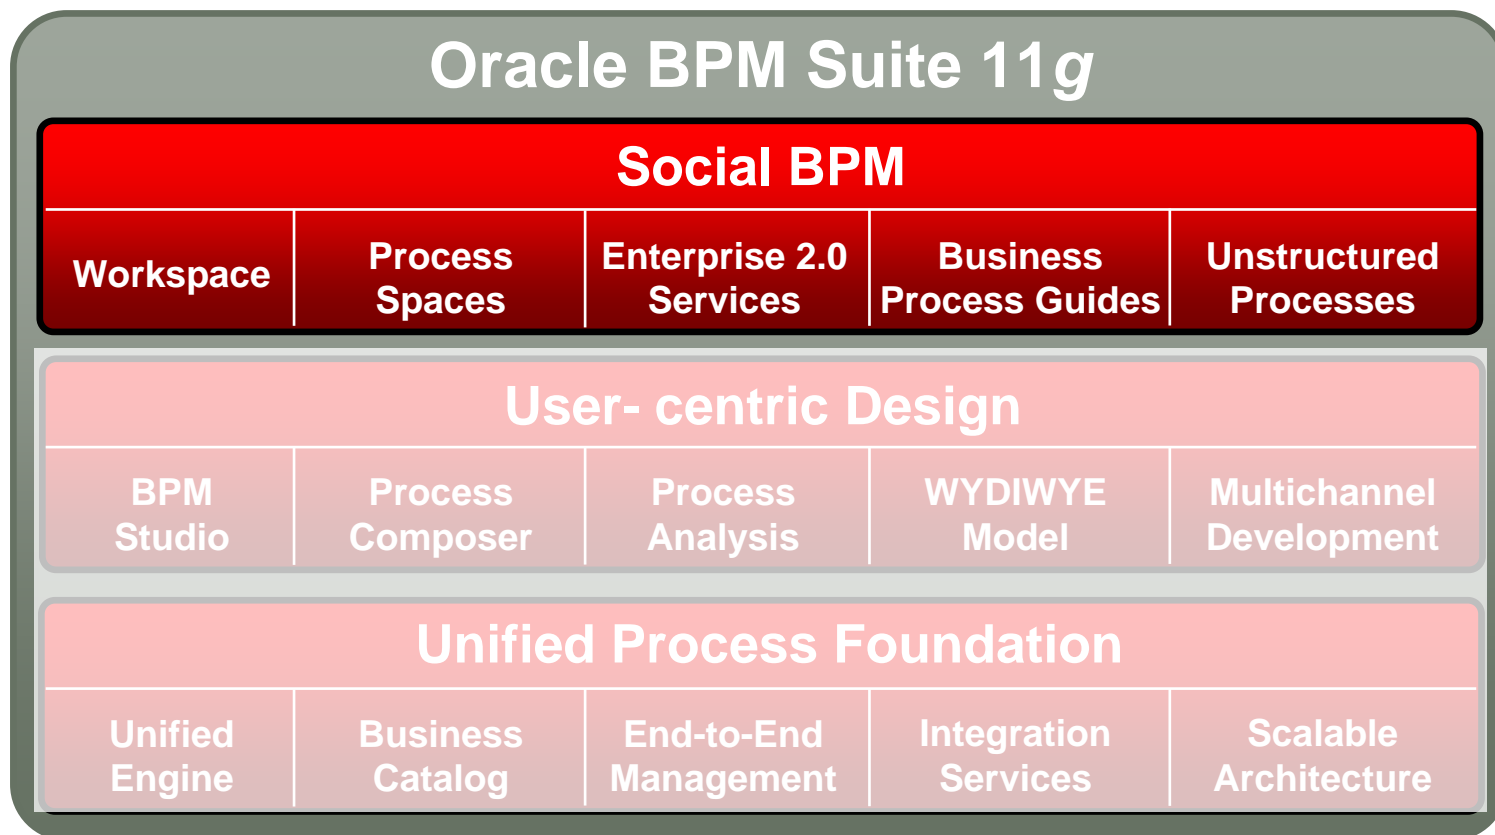 Oracle BPM Suite 11g
Social BPM
Workspace
Process
Spaces
Enterprise 2.0
Services
Business
Process Guides
Unstructured
Processes
User- centric Design
BPM
Studio
Process
Composer
Process
Analysis
WYDIWYE
Model
Multichannel
Development
Unified Process Foundation
Unified
Engine
Business
Catalog
End-to-End
Management
Integration
Services
Scalable
Architecture